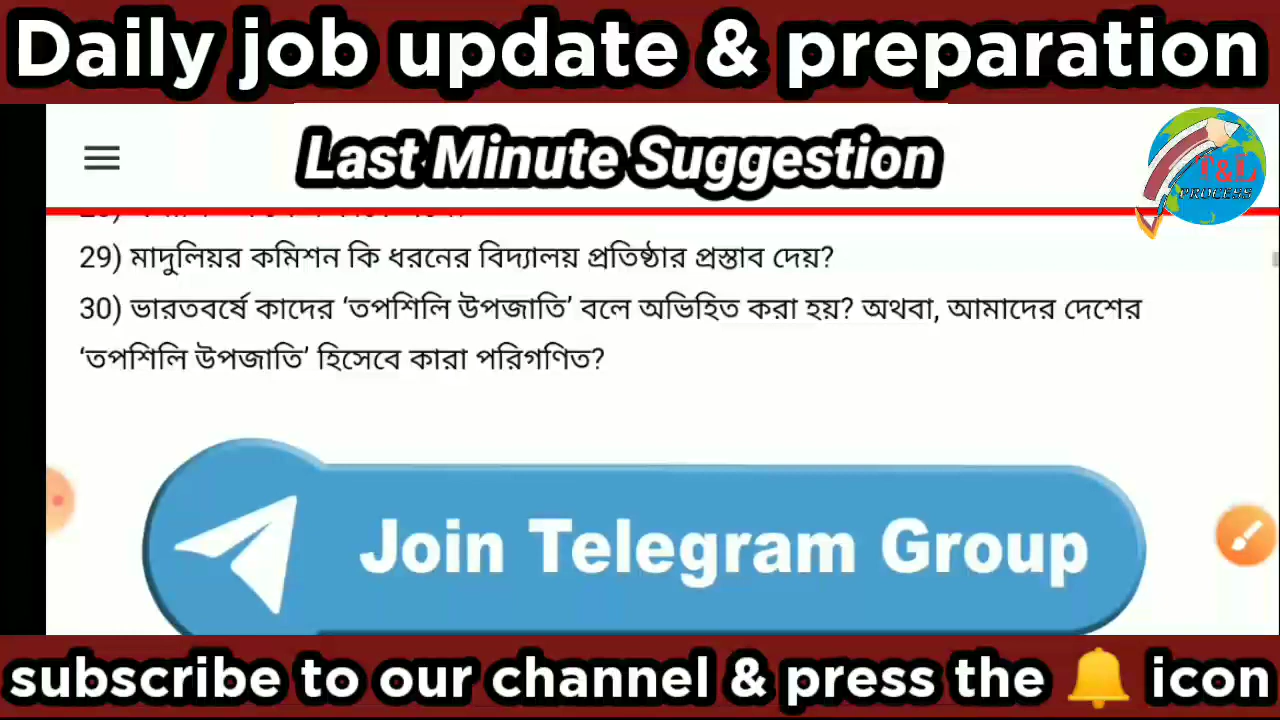 Daily job update & preparation
Last Minute Suggestion
T&L
PROCESS
29) মাদুলিয়র কমিশন কি ধরনের বিদ্যালয় প্রতিষ্ঠার প্রস্তাব দেয়?
30) ভারতবর্ষে কাদের ‘তপশিলি উপজাতি’ বলে অভিহিত করা হয়? অথবা, আমাদের দেশের
‘তপশিলি উপজাতি’ হিসেবে কারা পরিগণিত?
Join Telegram Group
subscribe to our channel & press the 🔔 icon